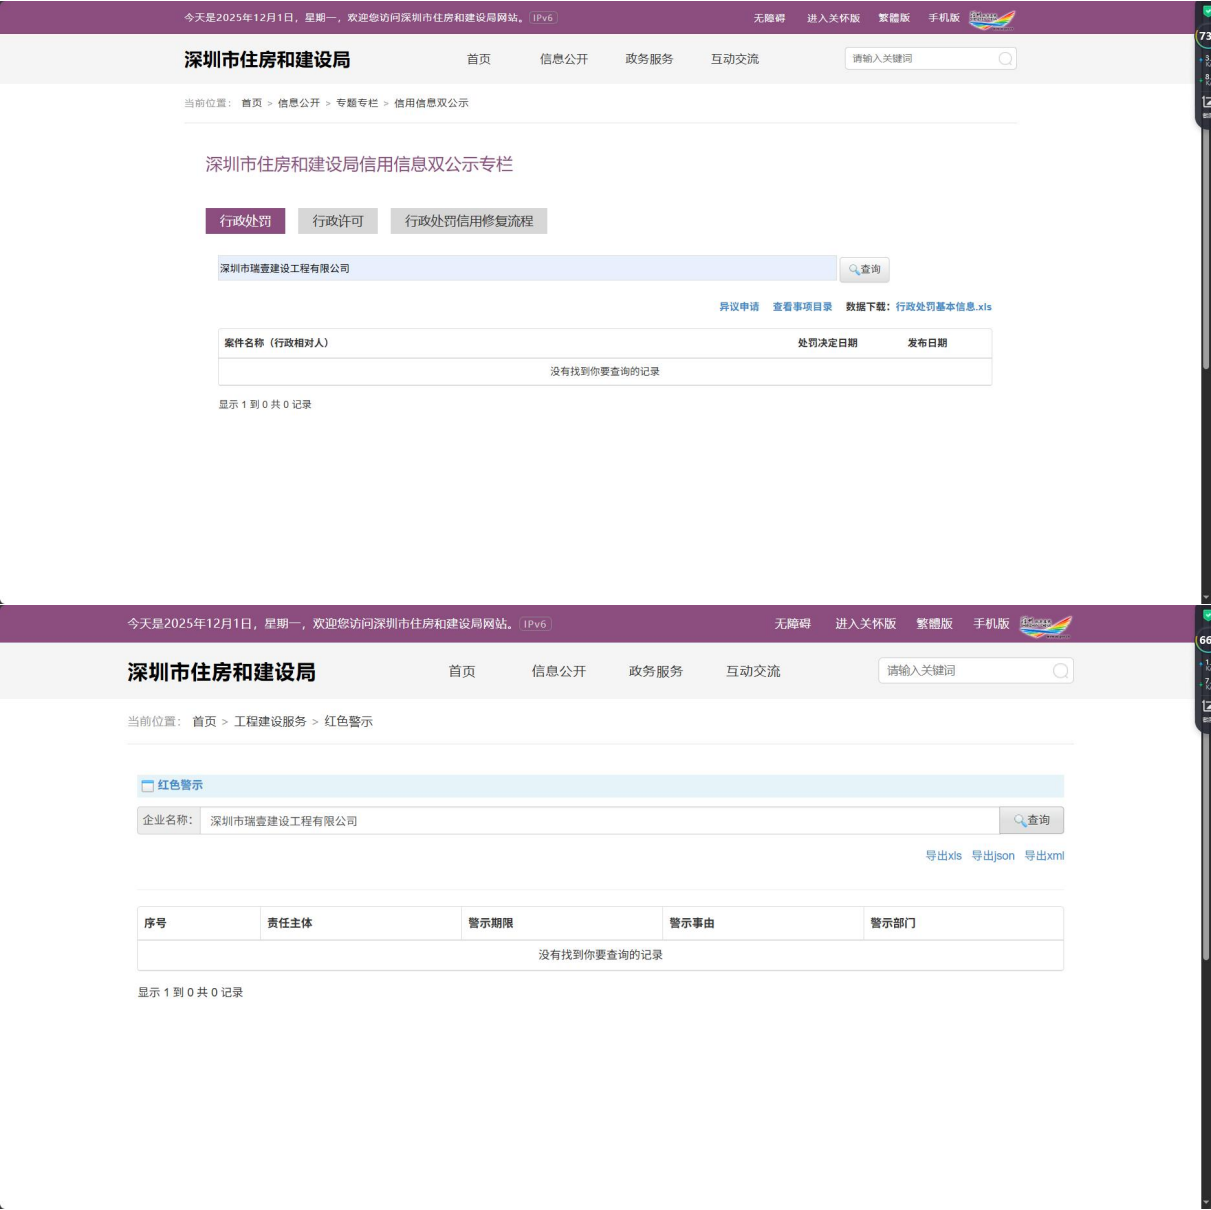 今天是2025年12月1日，星期一，欢迎您访问深圳市住房和建设局网站。 IPv6 无障碍 进入关怀版 繁體版 手机版
深圳市住房和建设局 首页 信息公开 政务服务 互动交流 请输入关键词
当前位置： 首页 > 信息公开 > 专题专栏 > 信用信息双公示
深圳市住房和建设局信用信息双公示专栏
行政处罚 行政许可 行政处罚信用修复流程
深圳市瑞壹建设工程有限公司 查询
异议申请 查看事项目录 数据下载：行政处罚基本信息.xls
案件名称（行政相对人） 处罚决定日期 发布日期
没有找到你要查询的记录
显示 1 到 0 共 0 记录
今天是2025年12月1日，星期一，欢迎您访问深圳市住房和建设局网站。 IPv6 无障碍 进入关怀版 繁體版 手机版
深圳市住房和建设局 首页 信息公开 政务服务 互动交流 请输入关键词
当前位置： 首页 > 工程建设服务 > 红色警示
红色警示
企业名称： 深圳市瑞壹建设工程有限公司 查询
导出xls 导出json 导出xml
序号 责任主体 警示期限 警示事由 警示部门
没有找到你要查询的记录
显示 1 到 0 共 0 记录